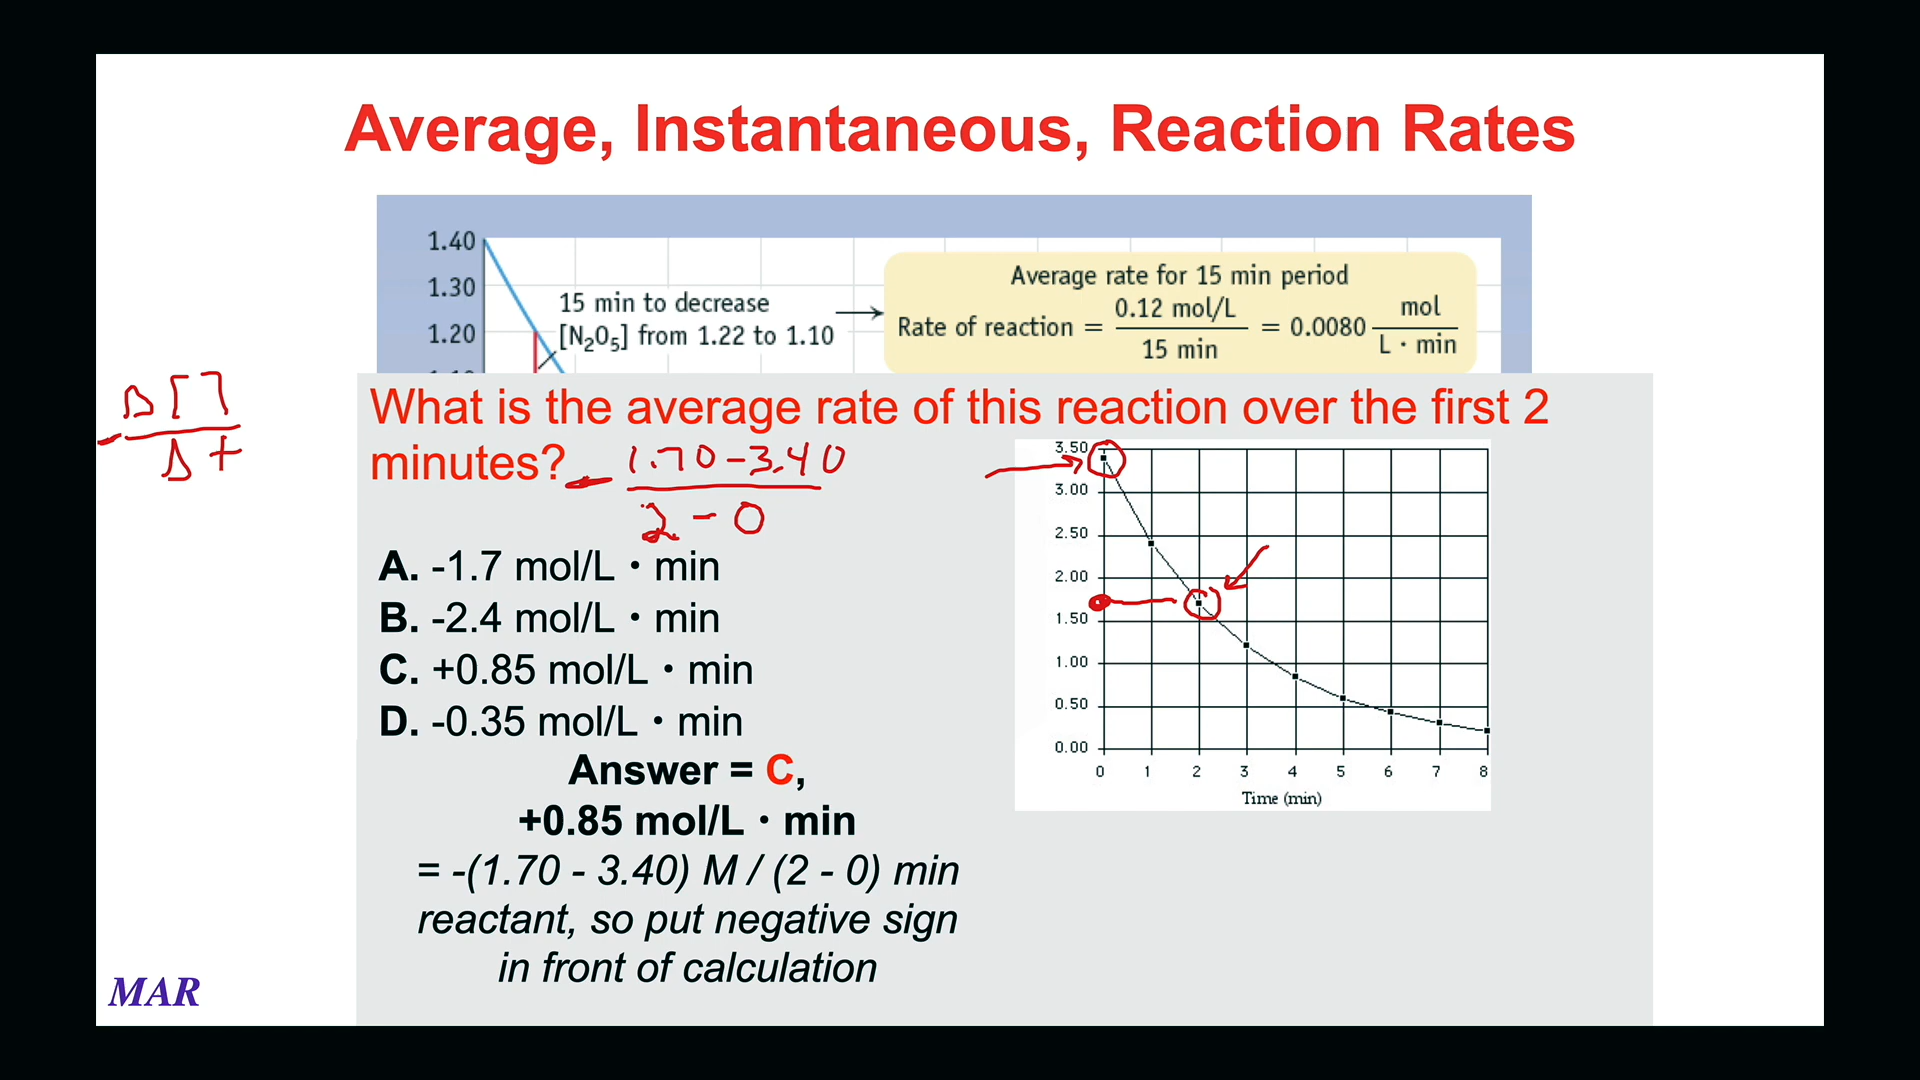 Average, Instantaneous, Reaction Rates
1.40
1.30
1.20
15 min to decrease
[N₂O₅] from 1.22 to 1.10
Average rate for 15 min period
Rate of reaction = 0.12 mol/L / 15 min = 0.0080 mol / L · min
Δ[ ]
- Δt
What is the average rate of this reaction over the first 2
minutes?
- 1.70-3.40
2-0
A. -1.7 mol/L • min
B. -2.4 mol/L • min
C. +0.85 mol/L • min
D. -0.35 mol/L • min
Answer = C,
+0.85 mol/L • min
= -(1.70 - 3.40) M / (2 - 0) min
reactant, so put negative sign
in front of calculation
3.50
3.00
2.50
2.00
1.50
1.00
0.50
0.00
0 1 2 3 4 5 6 7 8
Time (min)
MAR